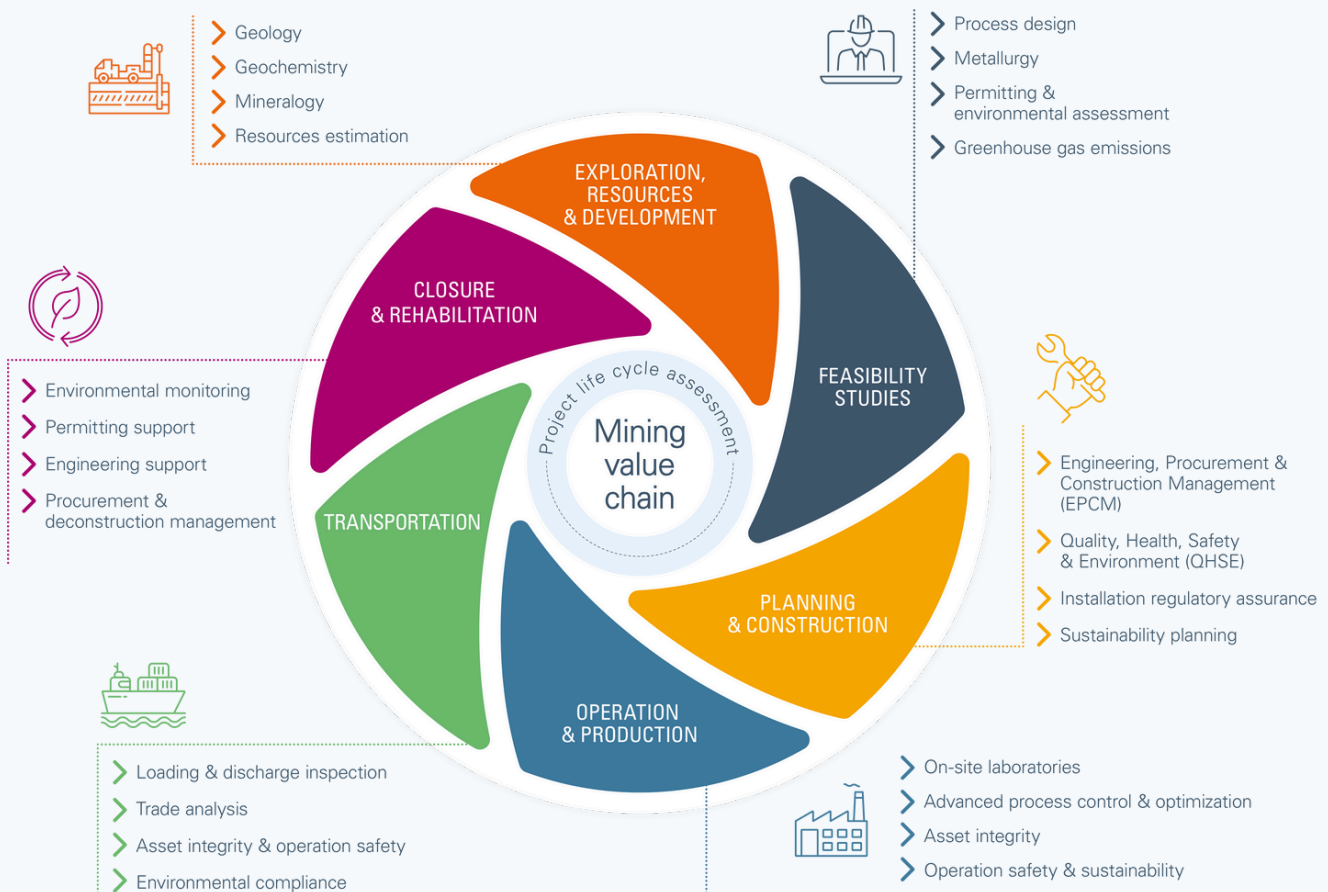 Geology
Geochemistry
Mineralogy
Resources estimation
Process design
Metallurgy
Permitting &
environmental assessment
Greenhouse gas emissions
EXPLORATION,
RESOURCES
& DEVELOPMENT
CLOSURE
& REHABILITATION
FEASIBILITY
STUDIES
Environmental monitoring
Permitting support
Engineering support
Procurement &
deconstruction management
Project life cycle assessment
Mining
value
chain
Engineering, Procurement &
Construction Management
(EPCM)
Quality, Health, Safety
& Environment (QHSE)
Installation regulatory assurance
Sustainability planning
TRANSPORTATION
PLANNING
& CONSTRUCTION
OPERATION
& PRODUCTION
Loading & discharge inspection
Trade analysis
Asset integrity & operation safety
Environmental compliance
On-site laboratories
Advanced process control & optimization
Asset integrity
Operation safety & sustainability